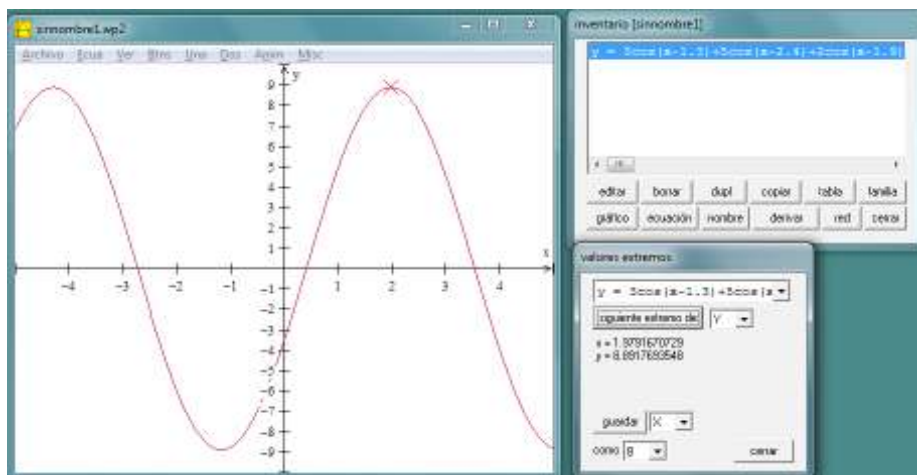 sinnombre1.wp2
Archivo Ecua Ver Btns Una Dos Anim Misc
y
9
8
7
6
5
4
3
2
1
x
-4 -3 -2 -1 1 2 3 4
-1
-2
-3
-4
-5
-6
-7
-8
-9
inventario [sinnombre1]
y = 3cos(x-1.3)+5cos(x-2.4)+2cos(x-1.9)
editar borrar dupl copiar tabla familia
gráfico ecuación nombre derivar red cerrar
valores extremos
y = 3cos(x-1.3)+5cos(x
siguiente extremo de: Y
x = 1.9791670729
y = 8.8917693548
guardar X
como B cerrar